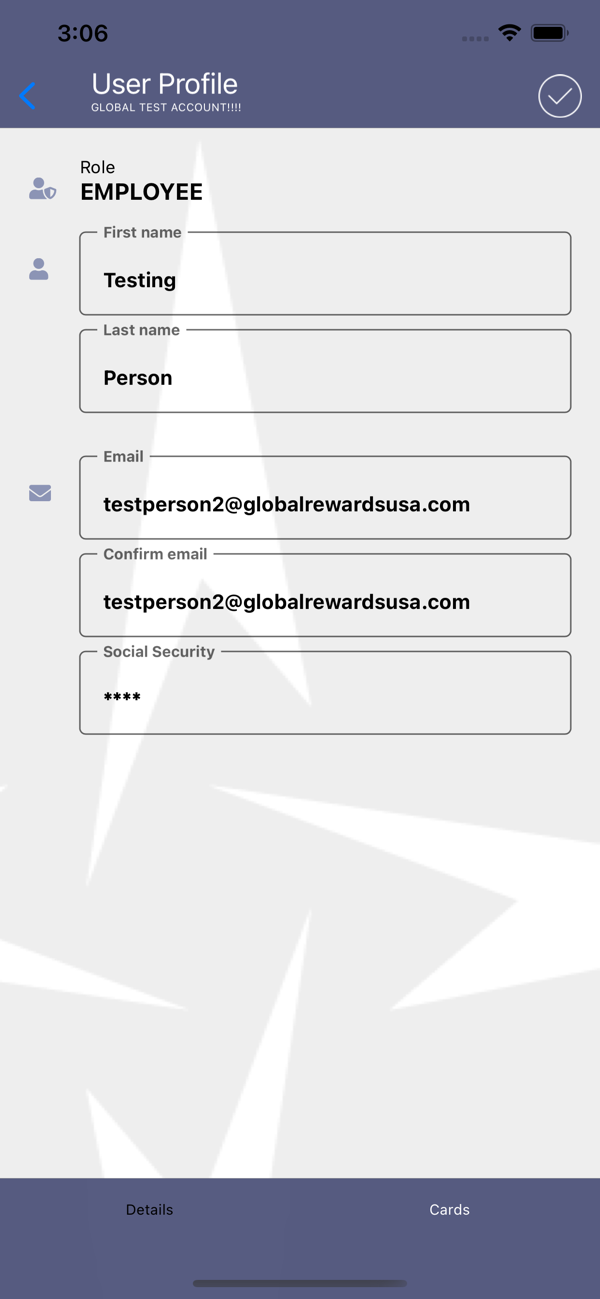 3:06
User Profile
GLOBAL TEST ACCOUNT!!!!
Role
EMPLOYEE
First name
Testing
Last name
Person
Email
testperson2@globalrewardsusa.com
Confirm email
testperson2@globalrewardsusa.com
Social Security
****
Details
Cards